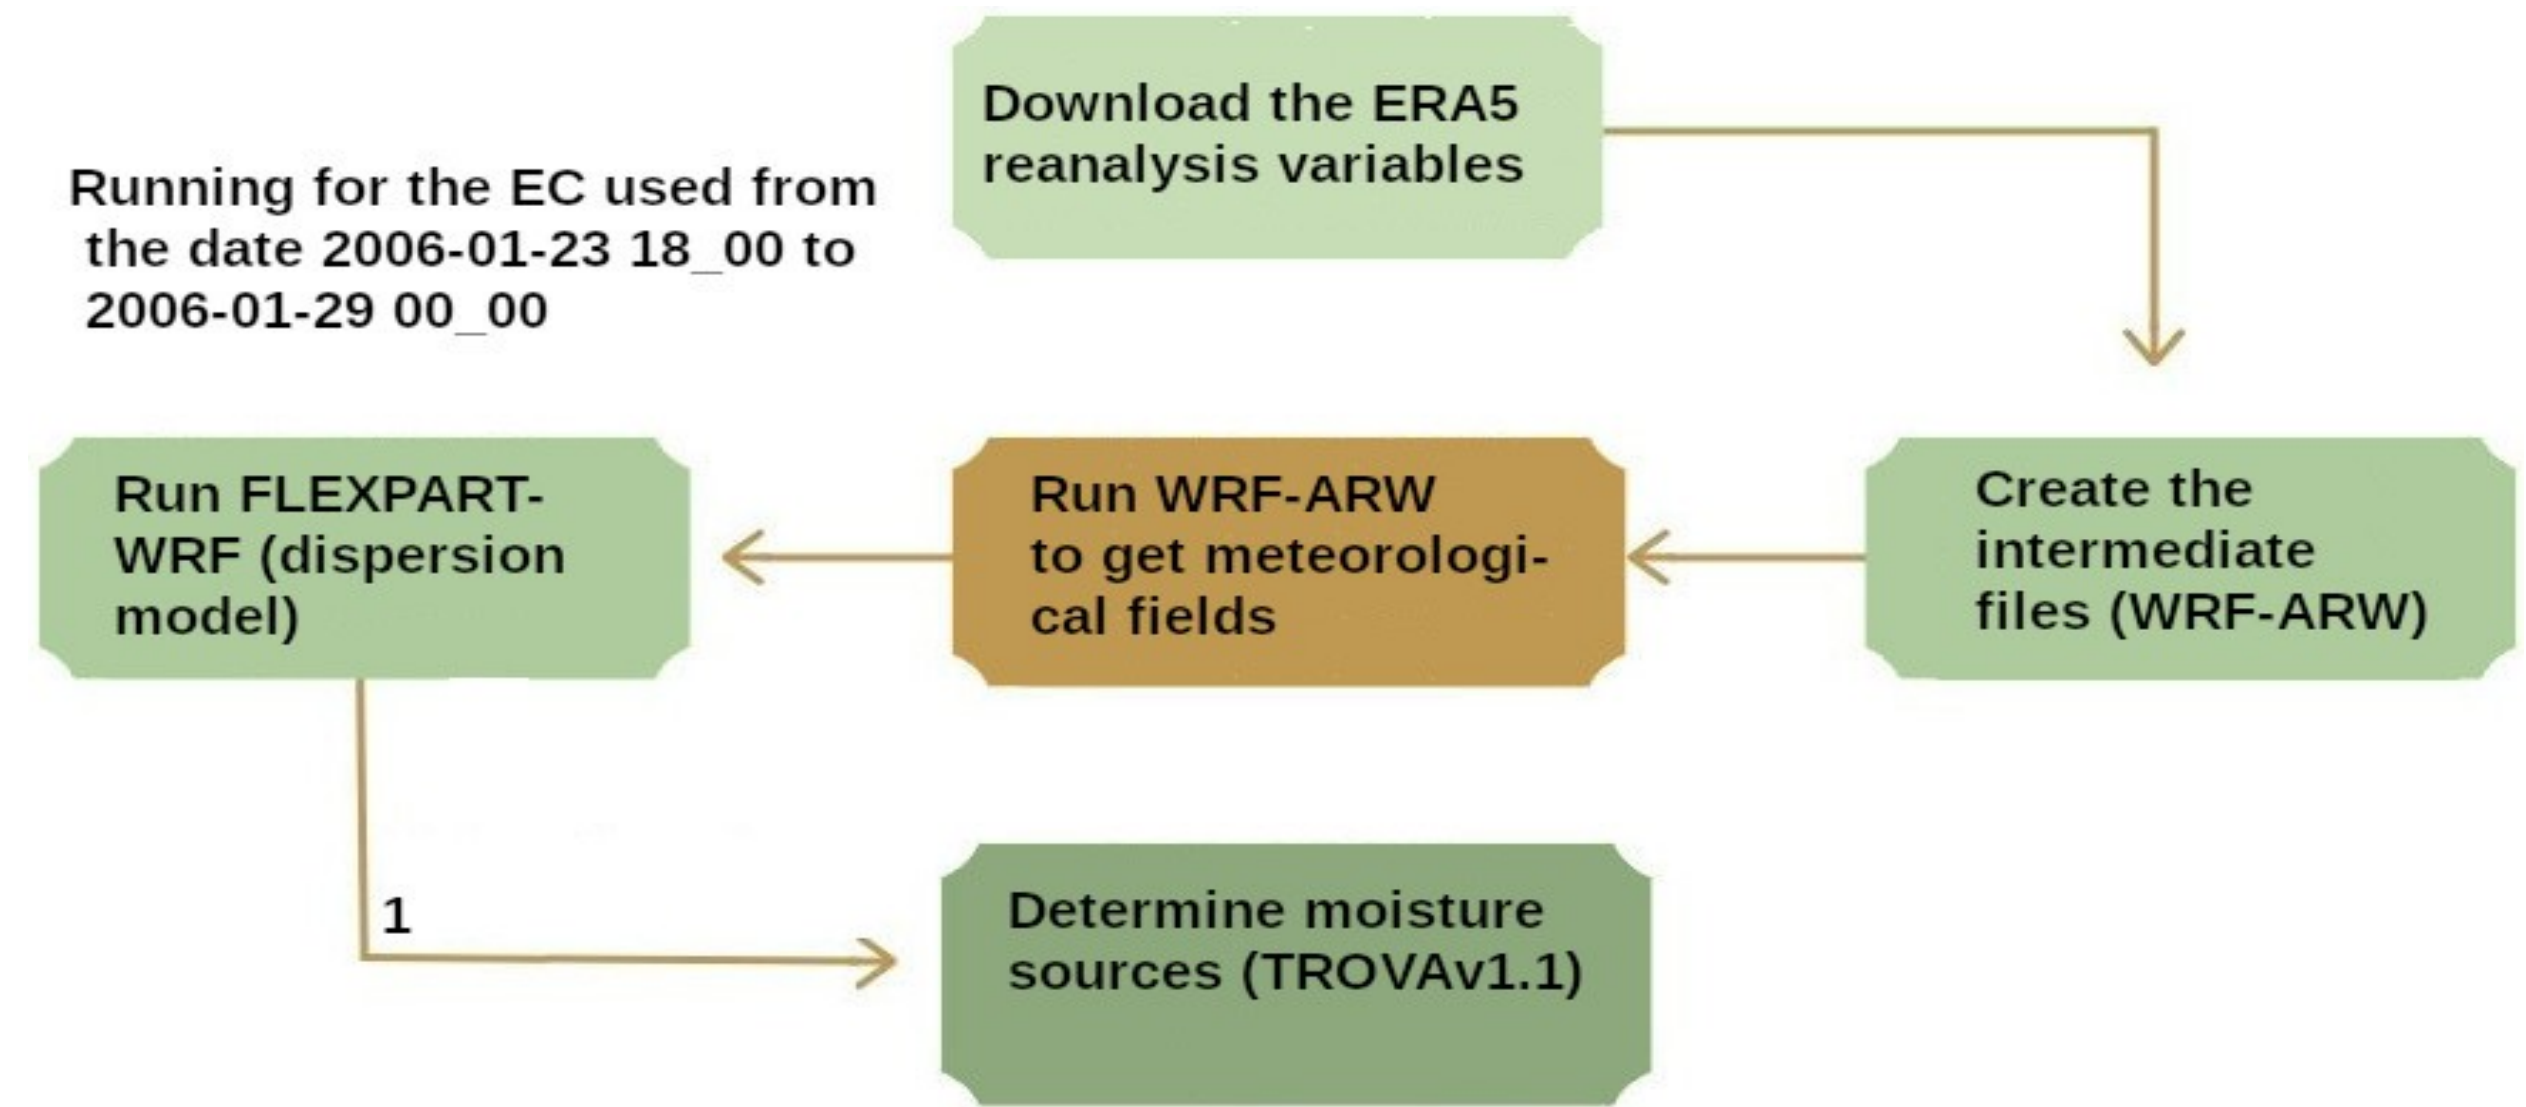 Download the ERA5
reanalysis variables
Running for the EC used from
the date 2006-01-23 18_00 to
2006-01-29 00_00
Create the
intermediate
files (WRF-ARW)
Run WRF-ARW
to get meteorologi-
cal fields
Run FLEXPART-
WRF (dispersion
model)
1
Determine moisture
sources (TROVAv1.1)